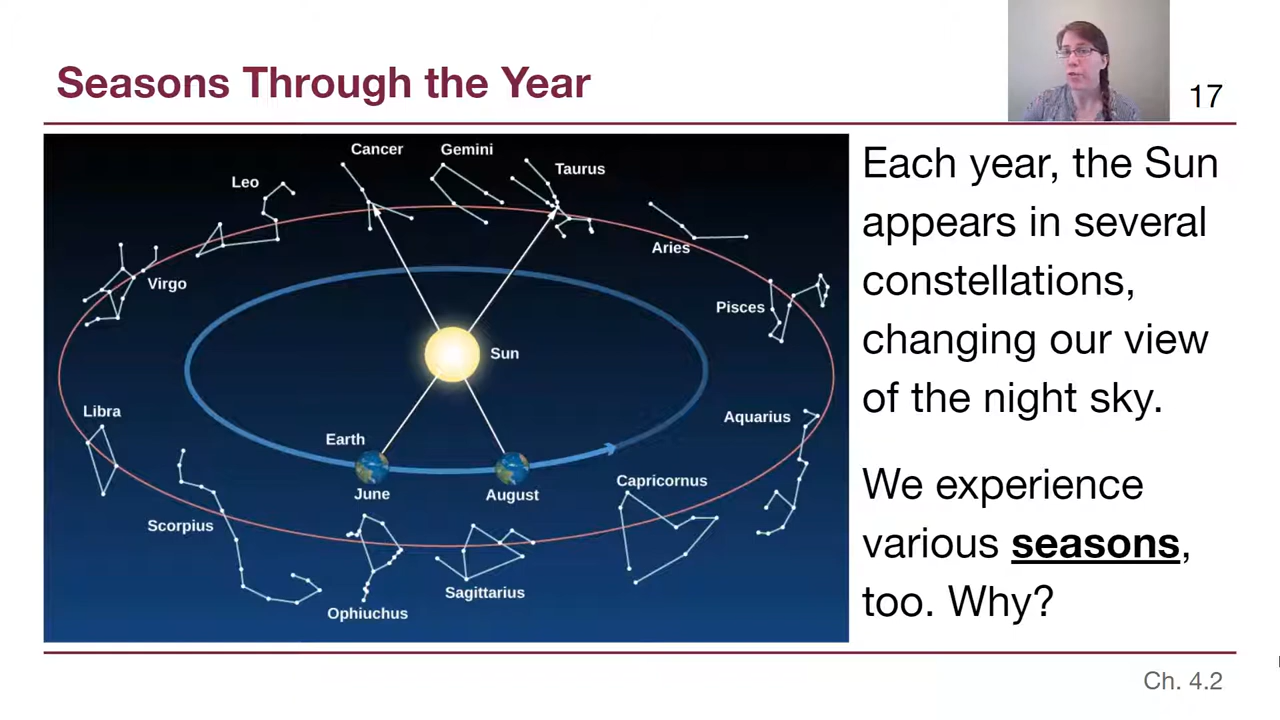 Seasons Through the Year
17
Cancer
Gemini
Taurus
Leo
Aries
Virgo
Pisces
Sun
Libra
Aquarius
Earth
Capricornus
June
August
Scorpius
Sagittarius
Ophiuchus
Each year, the Sun
appears in several
constellations,
changing our view
of the night sky.
We experience
various seasons,
too. Why?
Ch. 4.2